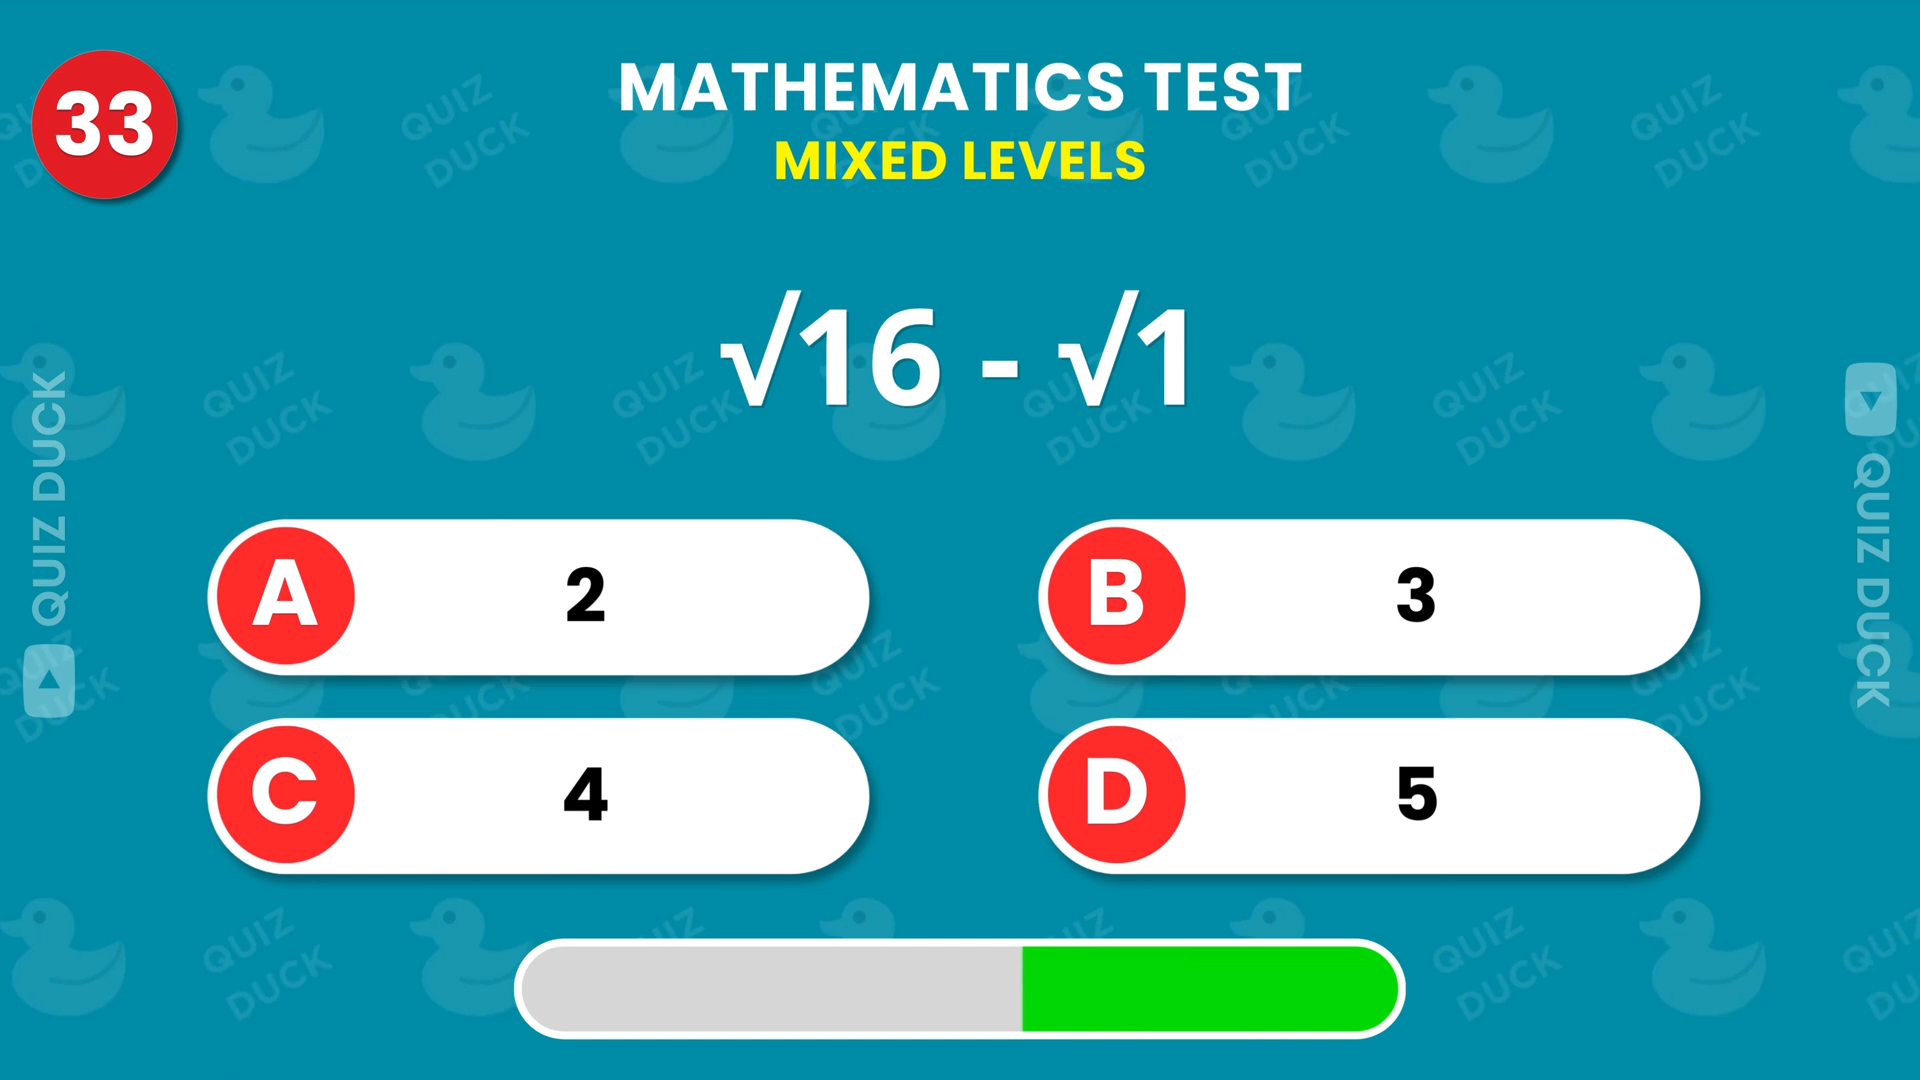 33
MATHEMATICS TEST
MIXED LEVELS
√16 - √1
A 2
B 3
C 4
D 5
QUIZ DUCK
QUIZ DUCK